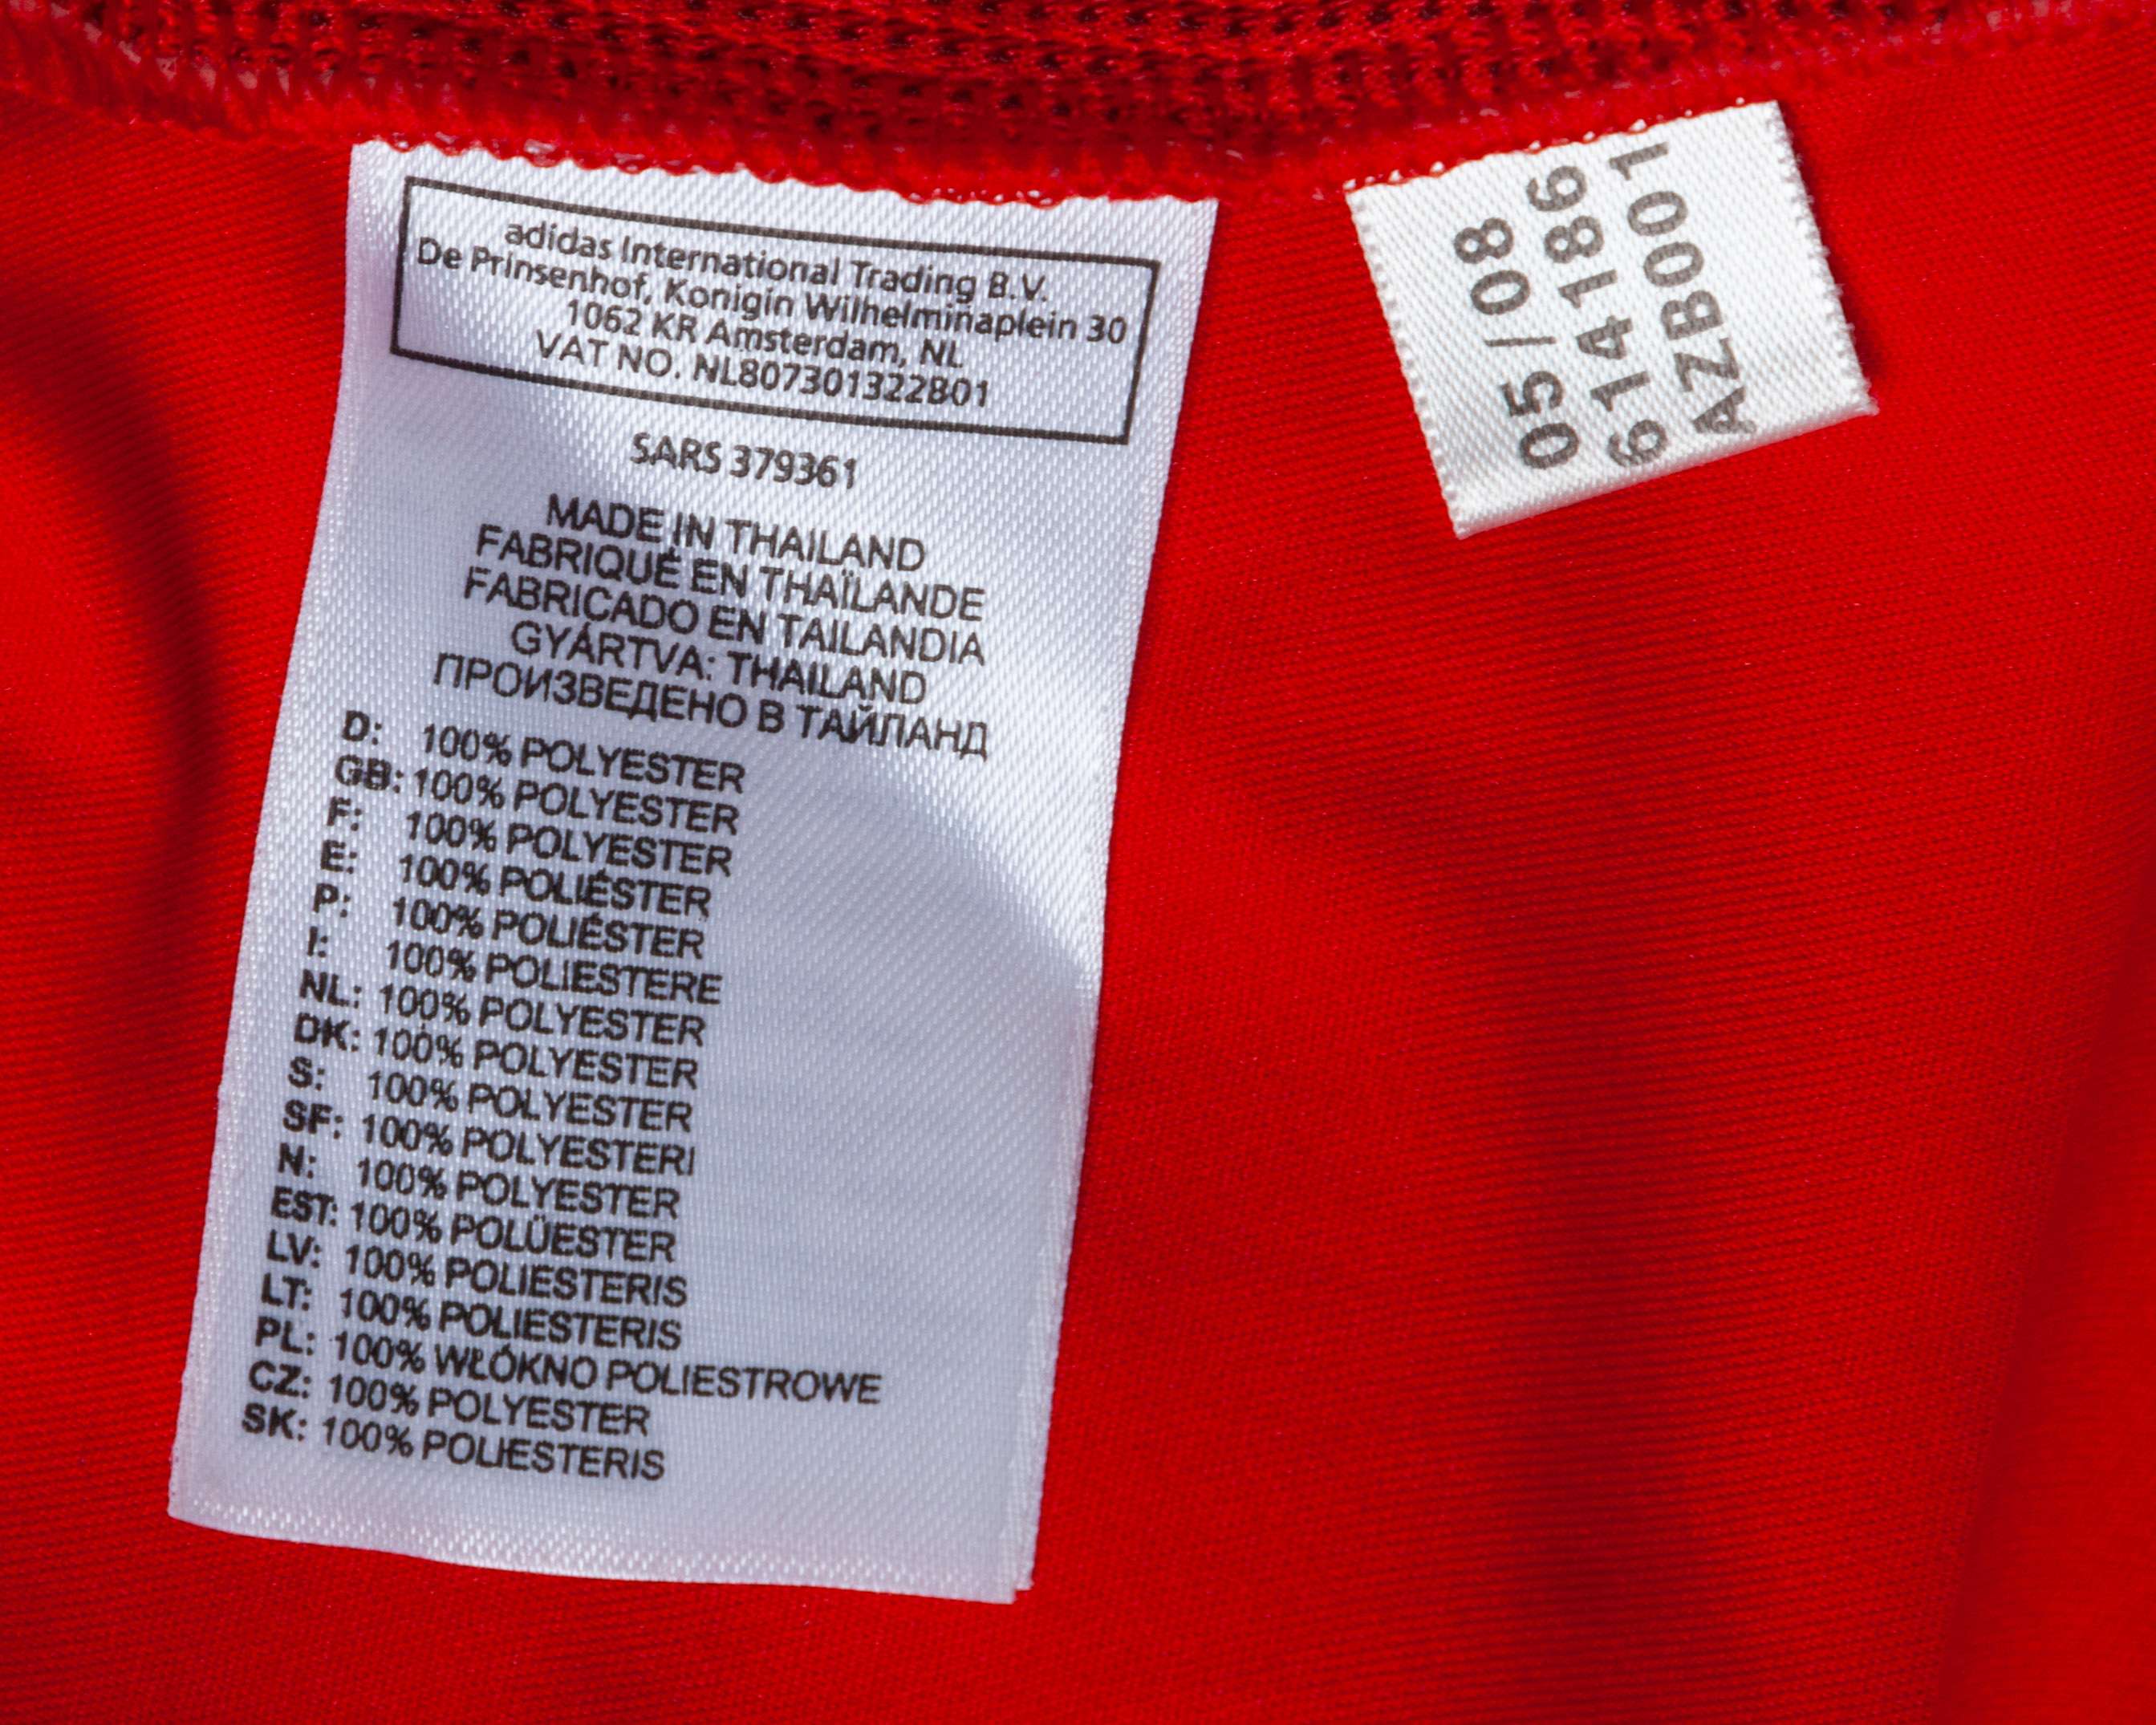 adidas International Trading B.V.
De Prinsenhof, Konigin Wilhelminaplein 30
1062 KR Amsterdam, NL
VAT NO. NL807301322B01
SARS 379361
MADE IN THAILAND
FABRIQUÉ EN THAÏLANDE
FABRICADO EN TAILANDIA
GYÁRTVA: THAILAND
ПРОИЗВЕДЕНО В ТАЙЛАНД
D: 100% POLYESTER
GB: 100% POLYESTER
F: 100% POLYESTER
E: 100% POLIÉSTER
P: 100% POLIÉSTER
I: 100% POLIESTERE
NL: 100% POLYESTER
DK: 100% POLYESTER
S: 100% POLYESTER
SF: 100% POLYESTERI
N: 100% POLYESTER
EST: 100% POLÜESTER
LV: 100% POLIESTERIS
LT: 100% POLIESTERIS
PL: 100% WŁÓKNO POLIESTROWE
CZ: 100% POLYESTER
SK: 100% POLIESTERIS
05/08
614186
AZB001